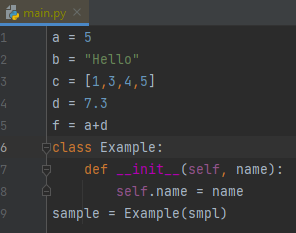 main.py
1 a = 5
2 b = "Hello"
3 c = [1,3,4,5]
4 d = 7.3
5 f = a+d
6 class Example:
7     def __init__(self, name):
8         self.name = name
9 sample = Example(smpl)